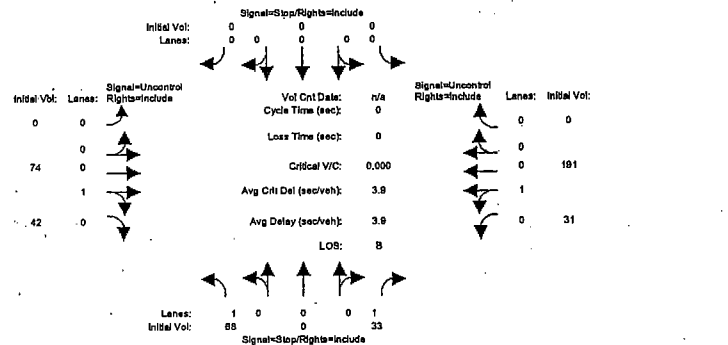 Signal=Stop/Rights=Include
Initial Vol: 0 0 0
Lanes: 0 0 0 0 0
Signal=Uncontrol
Initial Vol: Lanes: Rights=Include
Vol Cnt Date: n/a
Signal=Uncontrol
Rights=Include Lanes: Initial Vol:
0 0 Cycle Time (sec): 0 0 0
0 Loss Time (sec): 0 0
74 0 Critical V/C: 0.000 0 191
1 Avg Crit Del (sec/veh): 3.9 1
42 0 Avg Delay (sec/veh): 3.9 0 31
LOS: B
Lanes: 1 0 0 0 1
Initial Vol: 68 0 33
Signal=Stop/Rights=Include